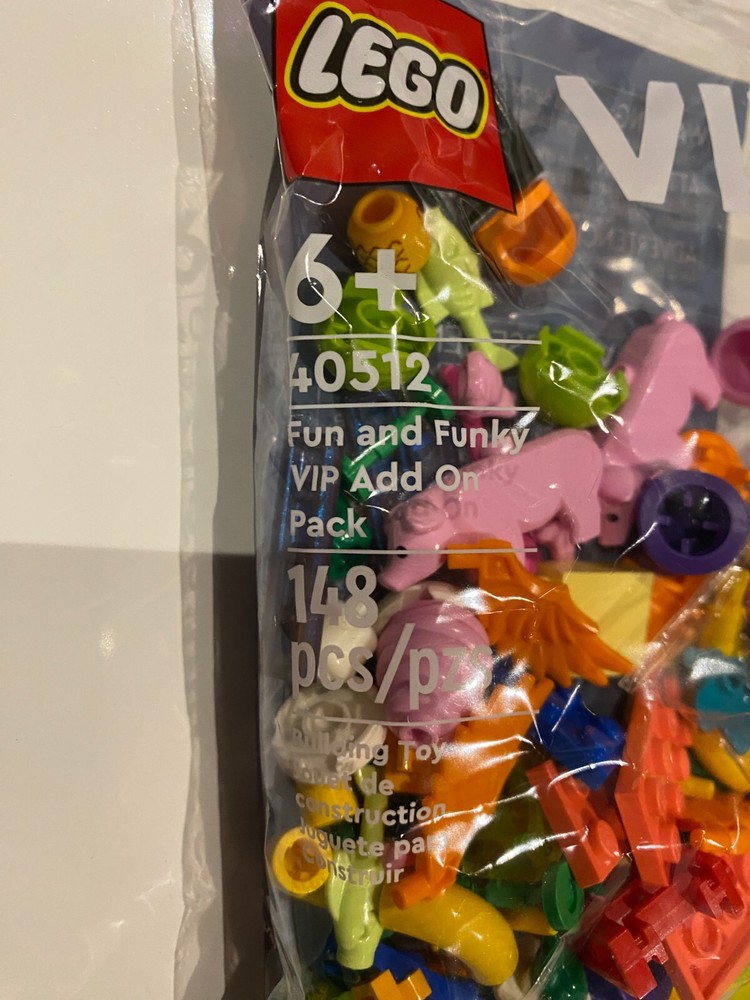 LEGO
6+
40512
Fun and Funky
VIP Add On
Pack
148
pcs/pzs
Building Toy
Jouet de
construction
Juguete para
Construir